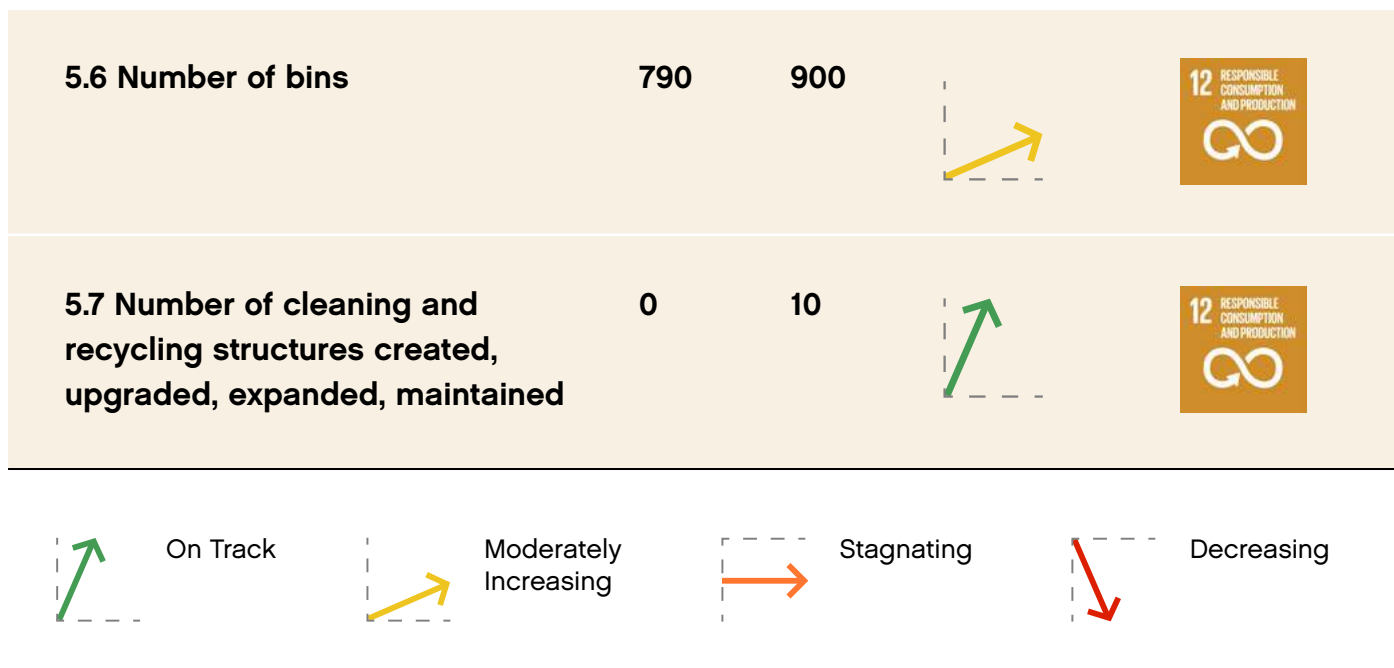 5.6 Number of bins 790 900
12 RESPONSIBLE
CONSUMPTION
AND PRODUCTION
5.7 Number of cleaning and 0 10
recycling structures created,
upgraded, expanded, maintained
12 RESPONSIBLE
CONSUMPTION
AND PRODUCTION
On Track
Moderately
Increasing
Stagnating
Decreasing